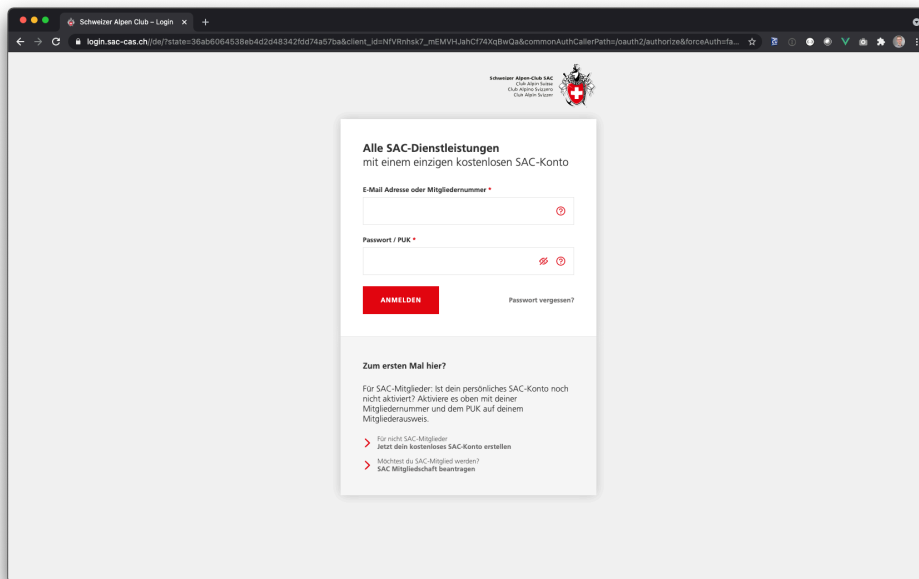 Schweizer Alpen Club – Login
login.sac-cas.ch//de/?state=36ab6064538eb4d2d48342fdd74a57ba&client_id=NfVRnhsk7_mEMVHJahCf74XqBwQa&commonAuthCallerPath=/oauth2/authorize&forceAuth=fa...
Schweizer Alpen-Club SAC
Club Alpin Suisse
Club Alpino Svizzero
Club Alpin Svizzer
Alle SAC-Dienstleistungen
mit einem einzigen kostenlosen SAC-Konto
E-Mail Adresse oder Mitgliedernummer *
Passwort / PUK *
ANMELDEN
Passwort vergessen?
Zum ersten Mal hier?
Für SAC-Mitglieder: Ist dein persönliches SAC-Konto noch
nicht aktiviert? Aktiviere es oben mit deiner
Mitgliedernummer und dem PUK auf deinem
Mitgliederausweis.
Für nicht SAC-Mitglieder
Jetzt dein kostenloses SAC-Konto erstellen
Möchtest du SAC-Mitglied werden?
SAC Mitgliedschaft beantragen